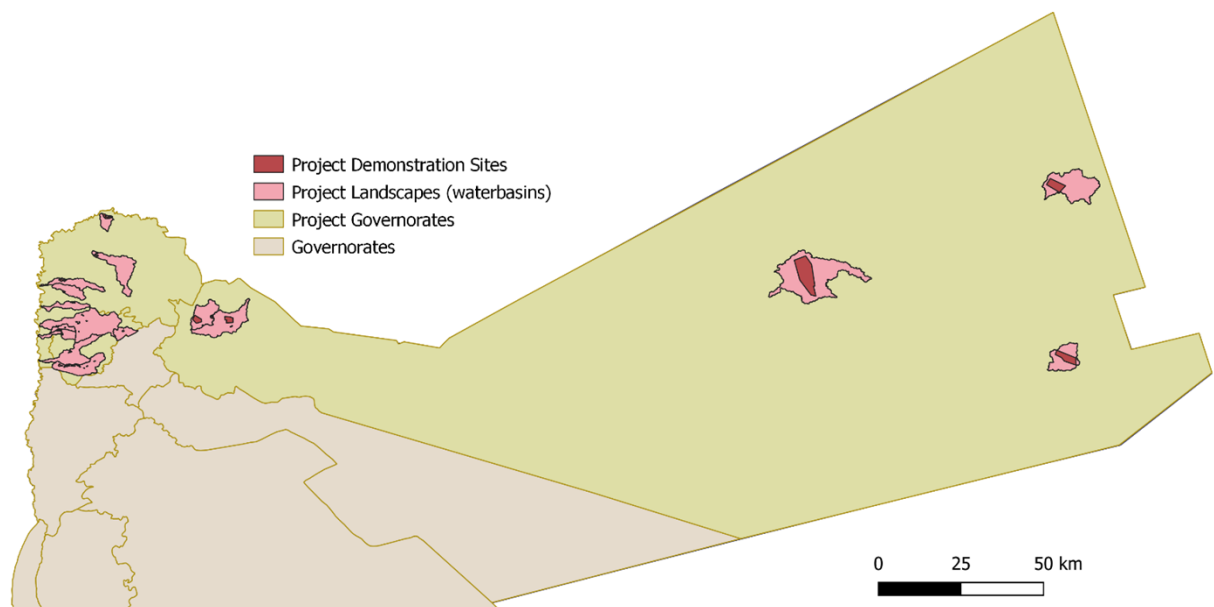 Project Demonstration Sites
Project Landscapes (waterbasins)
Project Governorates
Governorates
0 25 50 km